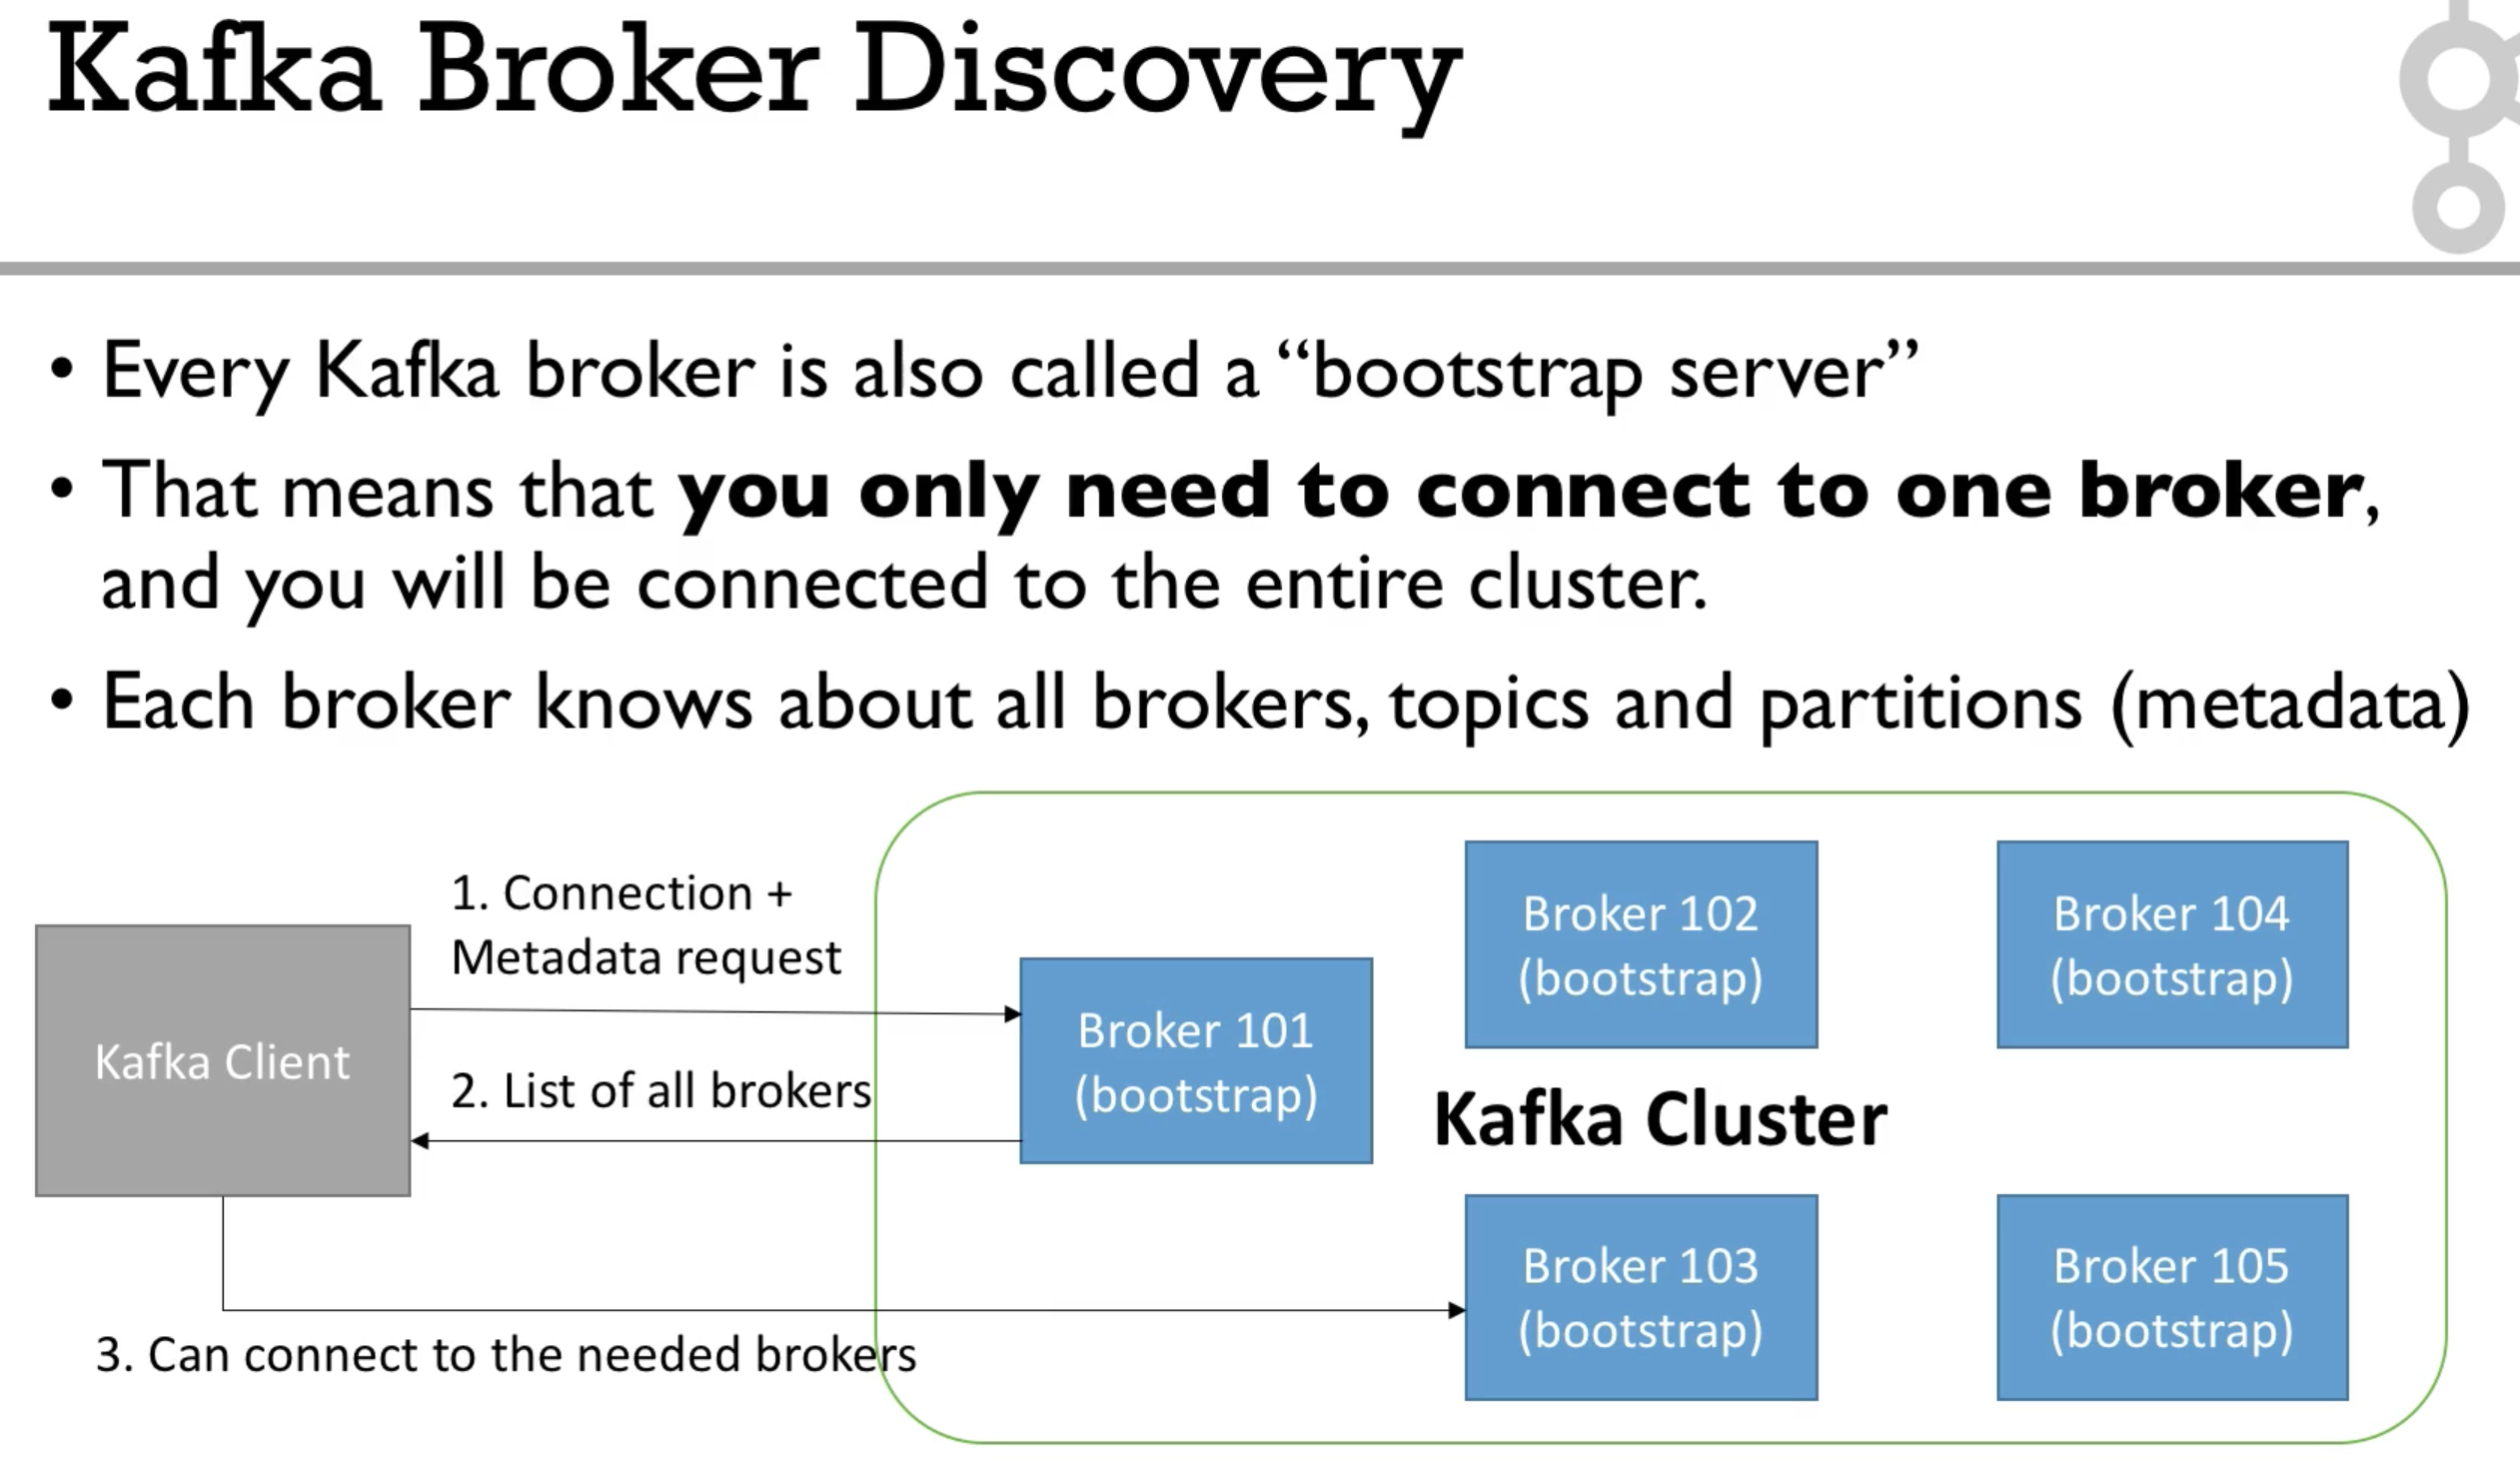 Kafka Broker Discovery
• Every Kafka broker is also called a “bootstrap server”
• That means that you only need to connect to one broker,
and you will be connected to the entire cluster.
• Each broker knows about all brokers, topics and partitions (metadata)
1. Connection +
Metadata request
Kafka Client
2. List of all brokers
3. Can connect to the needed brokers
Broker 101
(bootstrap)
Broker 102
(bootstrap)
Broker 104
(bootstrap)
Kafka Cluster
Broker 103
(bootstrap)
Broker 105
(bootstrap)